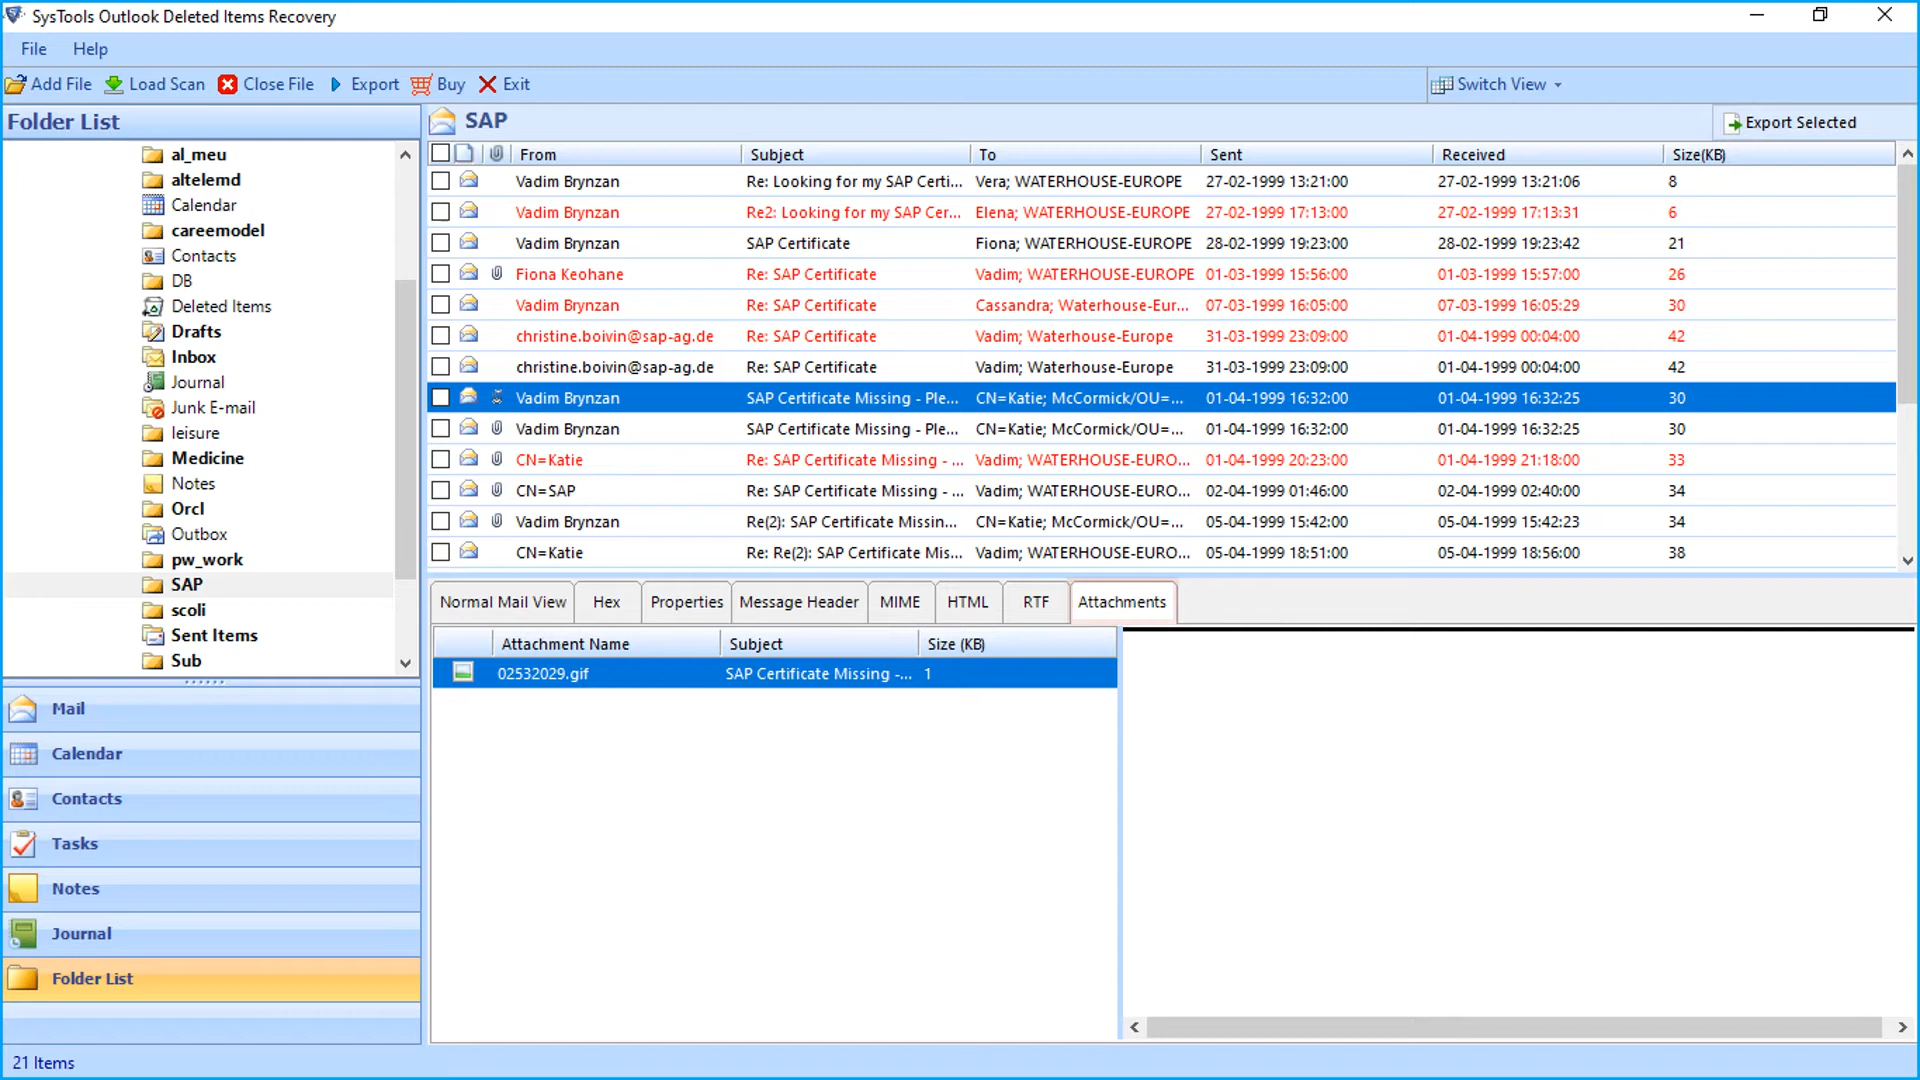 SysTools Outlook Deleted Items Recovery
File Help
Add File Load Scan Close File Export Buy Exit Switch View
Folder List
al_meu
altelemd
Calendar
careemodel
Contacts
DB
Deleted Items
Drafts
Inbox
Journal
Junk E-mail
leisure
Medicine
Notes
Orcl
Outbox
pw_work
SAP
scoli
Sent Items
Sub
Mail
Calendar
Contacts
Tasks
Notes
Journal
Folder List
21 Items
SAP Export Selected
From Subject To Sent Received Size(KB)
Vadim Brynzan Re: Looking for my SAP Certi... Vera; WATERHOUSE-EUROPE 27-02-1999 13:21:00 27-02-1999 13:21:06 8
Vadim Brynzan Re2: Looking for my SAP Cer... Elena; WATERHOUSE-EUROPE 27-02-1999 17:13:00 27-02-1999 17:13:31 6
Vadim Brynzan SAP Certificate Fiona; WATERHOUSE-EUROPE 28-02-1999 19:23:00 28-02-1999 19:23:42 21
Fiona Keohane Re: SAP Certificate Vadim; WATERHOUSE-EUROPE 01-03-1999 15:56:00 01-03-1999 15:57:00 26
Vadim Brynzan Re: SAP Certificate Cassandra; Waterhouse-Eur... 07-03-1999 16:05:00 07-03-1999 16:05:29 30
christine.boivin@sap-ag.de Re: SAP Certificate Vadim; Waterhouse-Europe 31-03-1999 23:09:00 01-04-1999 00:04:00 42
christine.boivin@sap-ag.de Re: SAP Certificate Vadim; Waterhouse-Europe 31-03-1999 23:09:00 01-04-1999 00:04:00 42
Vadim Brynzan SAP Certificate Missing - Ple... CN=Katie; McCormick/OU=... 01-04-1999 16:32:00 01-04-1999 16:32:25 30
Vadim Brynzan SAP Certificate Missing - Ple... CN=Katie; McCormick/OU=... 01-04-1999 16:32:00 01-04-1999 16:32:25 30
CN=Katie Re: SAP Certificate Missing - ... Vadim; WATERHOUSE-EURO... 01-04-1999 20:23:00 01-04-1999 21:18:00 33
CN=SAP Re: SAP Certificate Missing - ... Vadim; WATERHOUSE-EURO... 02-04-1999 01:46:00 02-04-1999 02:40:00 34
Vadim Brynzan Re(2): SAP Certificate Missin... CN=Katie; McCormick/OU=... 05-04-1999 15:42:00 05-04-1999 15:42:23 34
CN=Katie Re: Re(2): SAP Certificate Mis... Vadim; WATERHOUSE-EURO... 05-04-1999 18:51:00 05-04-1999 18:56:00 38
Normal Mail View Hex Properties Message Header MIME HTML RTF Attachments
Attachment Name Subject Size (KB)
02532029.gif SAP Certificate Missing -... 1